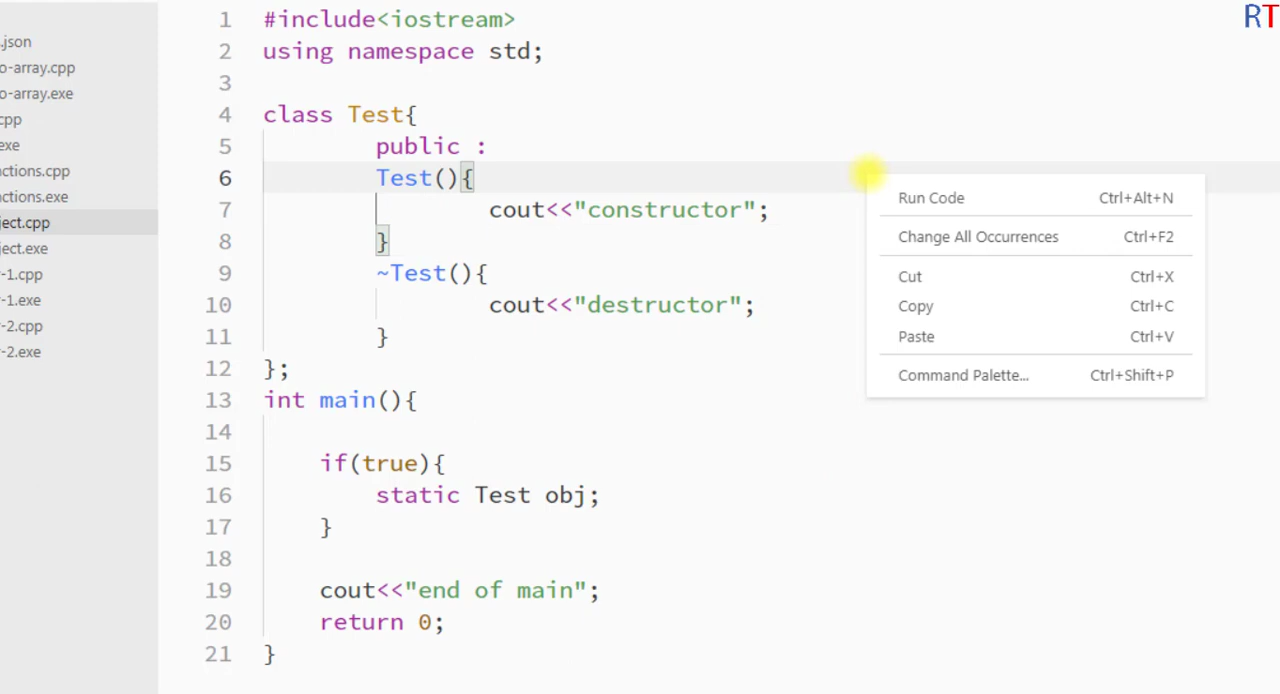 RT
.json
o-array.cpp
o-array.exe
cpp
exe
ctions.cpp
ctions.exe
ject.cpp
ject.exe
-1.cpp
-1.exe
-2.cpp
-2.exe
1 #include<iostream>
2 using namespace std;
3
4 class Test{
5 public :
6 Test(){
7 cout<<"constructor";
8 }
9 ~Test(){
10 cout<<"destructor";
11 }
12 };
13 int main(){
14
15 if(true){
16 static Test obj;
17 }
18
19 cout<<"end of main";
20 return 0;
21 }
Run Code Ctrl+Alt+N
Change All Occurrences Ctrl+F2
Cut Ctrl+X
Copy Ctrl+C
Paste Ctrl+V
Command Palette... Ctrl+Shift+P